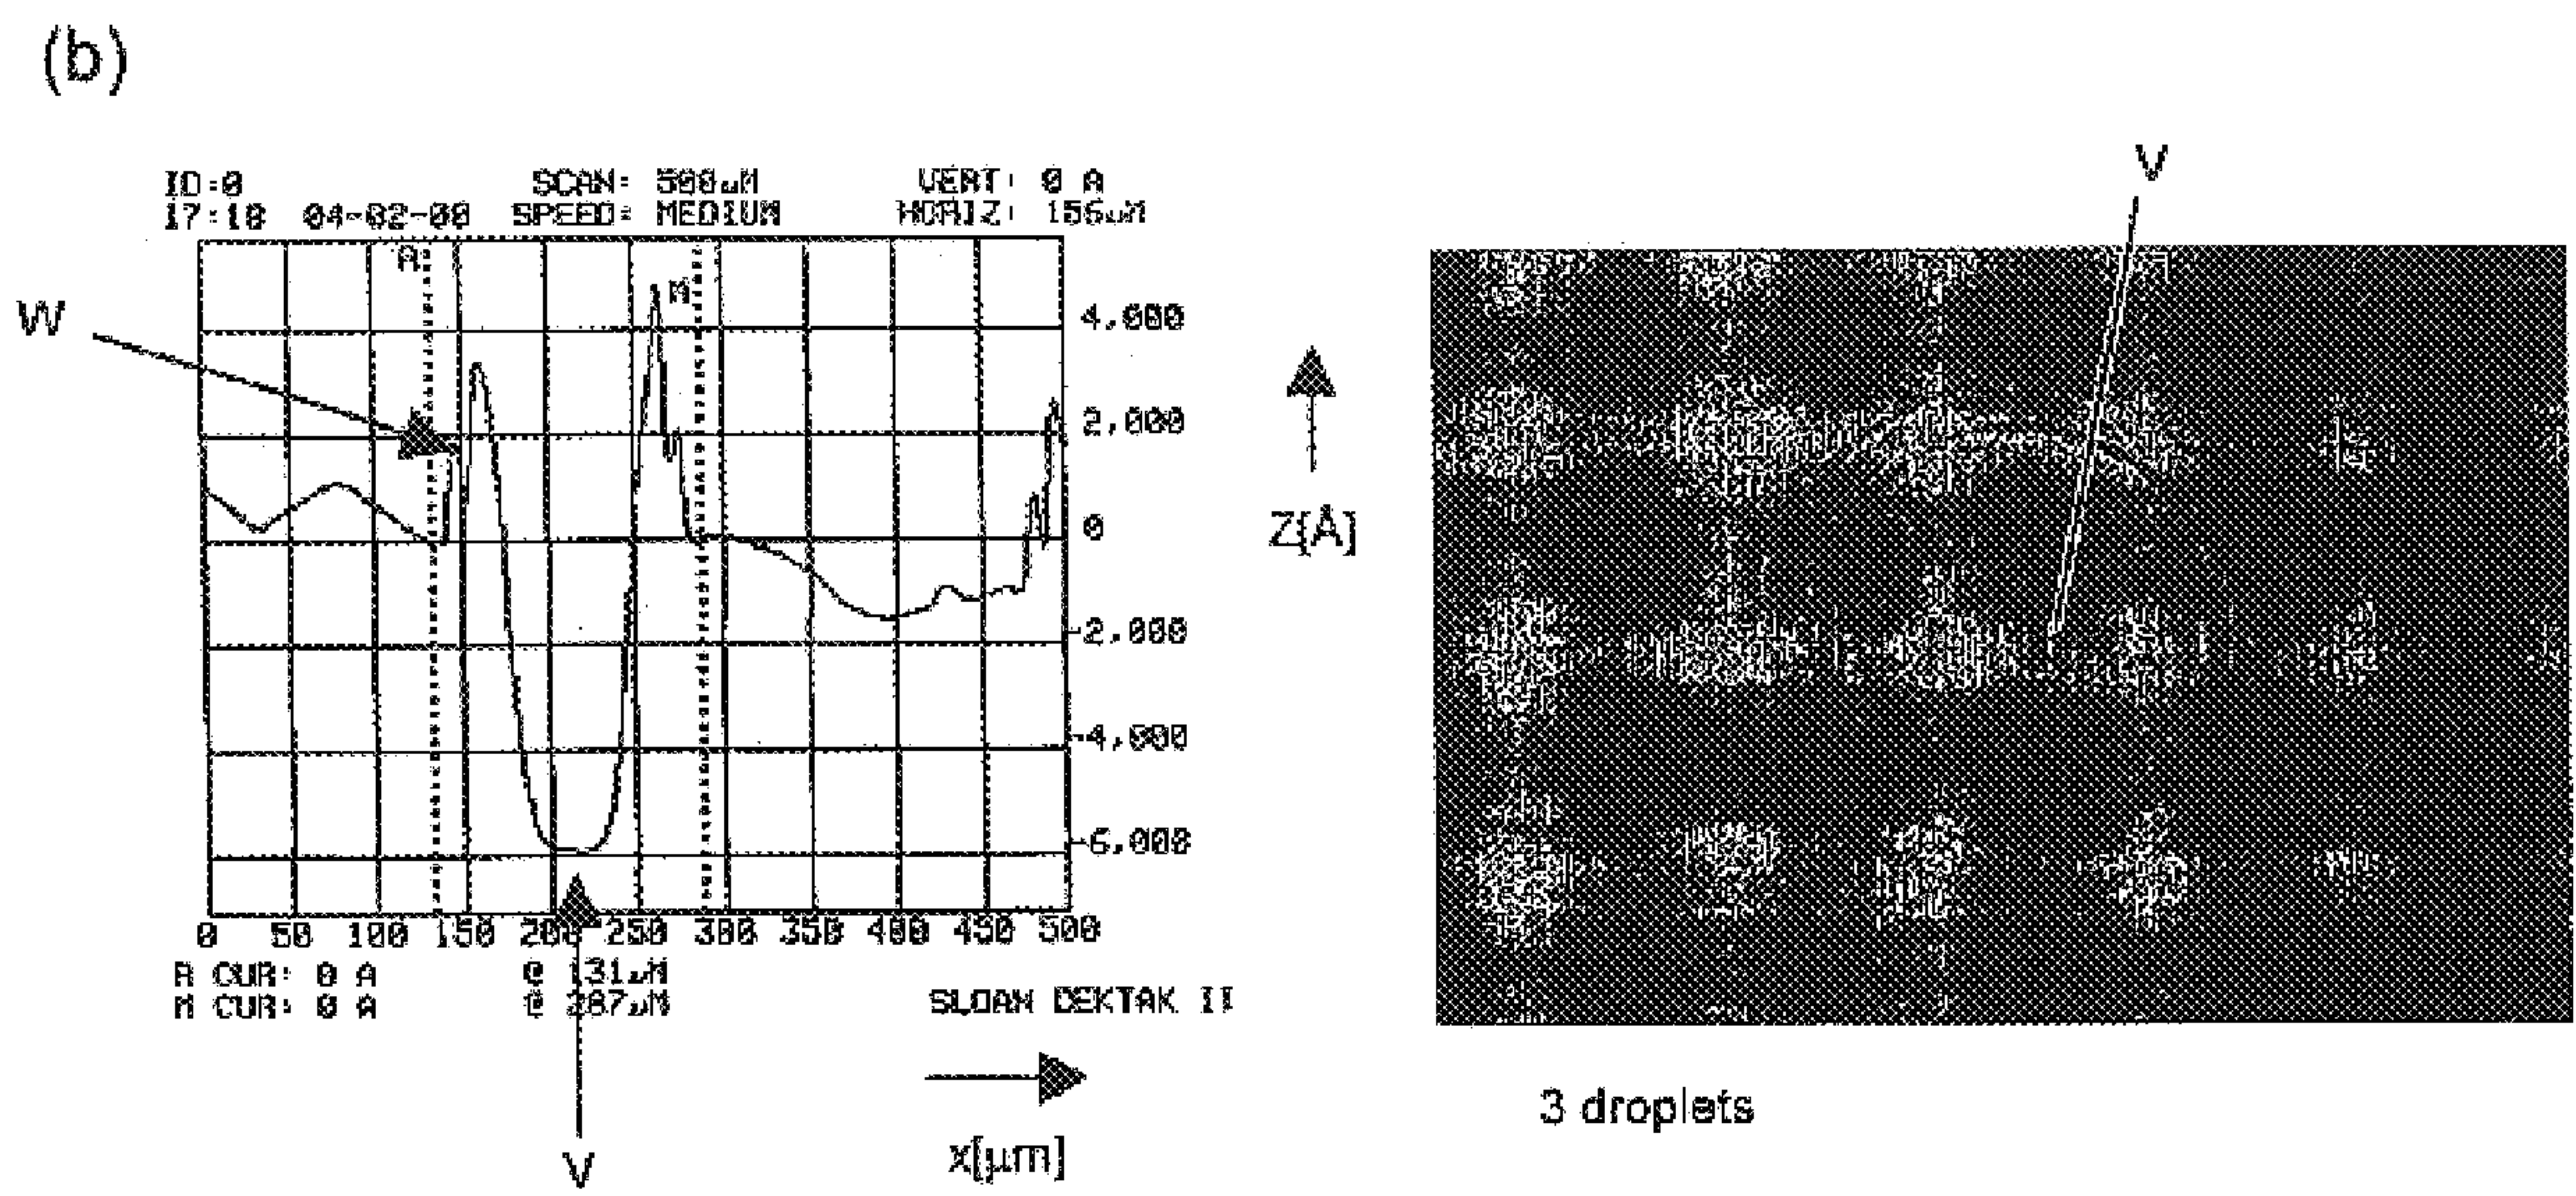 (b)
ID:0 SCAN: 500uM VERT: 0 A
17:18 04-02-00 SPEED: MEDIUM HORIZ: 156uM
V
R
M
W
4,000
2,000
0
Z[Å]
-2,000
-4,000
-6,000
0 50 100 150 200 250 300 350 400 450 500
R CUR: 0 A @ 131uM
M CUR: 0 A @ 287uM
SLOAN DEKTAK II
3 droplets
x[µm]
V